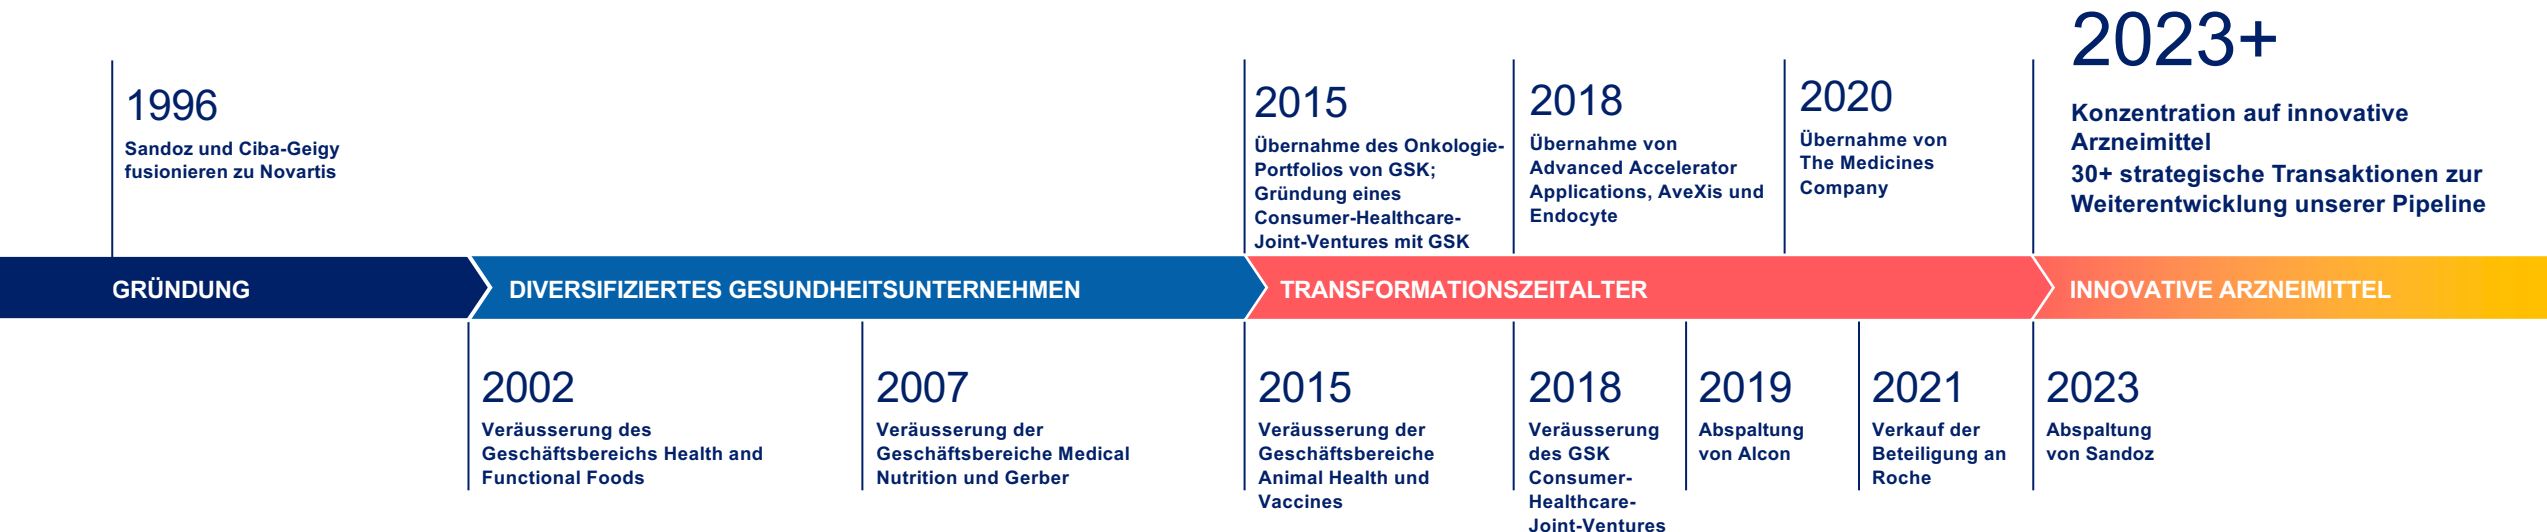 1996
Sandoz und Ciba-Geigy
fusionieren zu Novartis
2015
Übernahme des Onkologie-
Portfolios von GSK;
Gründung eines
Consumer-Healthcare-
Joint-Ventures mit GSK
2018
Übernahme von
Advanced Accelerator
Applications, AveXis und
Endocyte
2020
Übernahme von
The Medicines
Company
2023+
Konzentration auf innovative
Arzneimittel
30+ strategische Transaktionen zur
Weiterentwicklung unserer Pipeline
GRÜNDUNG
DIVERSIFIZIERTES GESUNDHEITSUNTERNEHMEN
TRANSFORMATIONSZEITALTER
INNOVATIVE ARZNEIMITTEL
2002
Veräusserung des
Geschäftsbereichs Health and
Functional Foods
2007
Veräusserung der
Geschäftsbereiche Medical
Nutrition und Gerber
2015
Veräusserung der
Geschäftsbereiche
Animal Health und
Vaccines
2018
Veräusserung
des GSK
Consumer-
Healthcare-
Joint-Ventures
2019
Abspaltung
von Alcon
2021
Verkauf der
Beteiligung an
Roche
2023
Abspaltung
von Sandoz